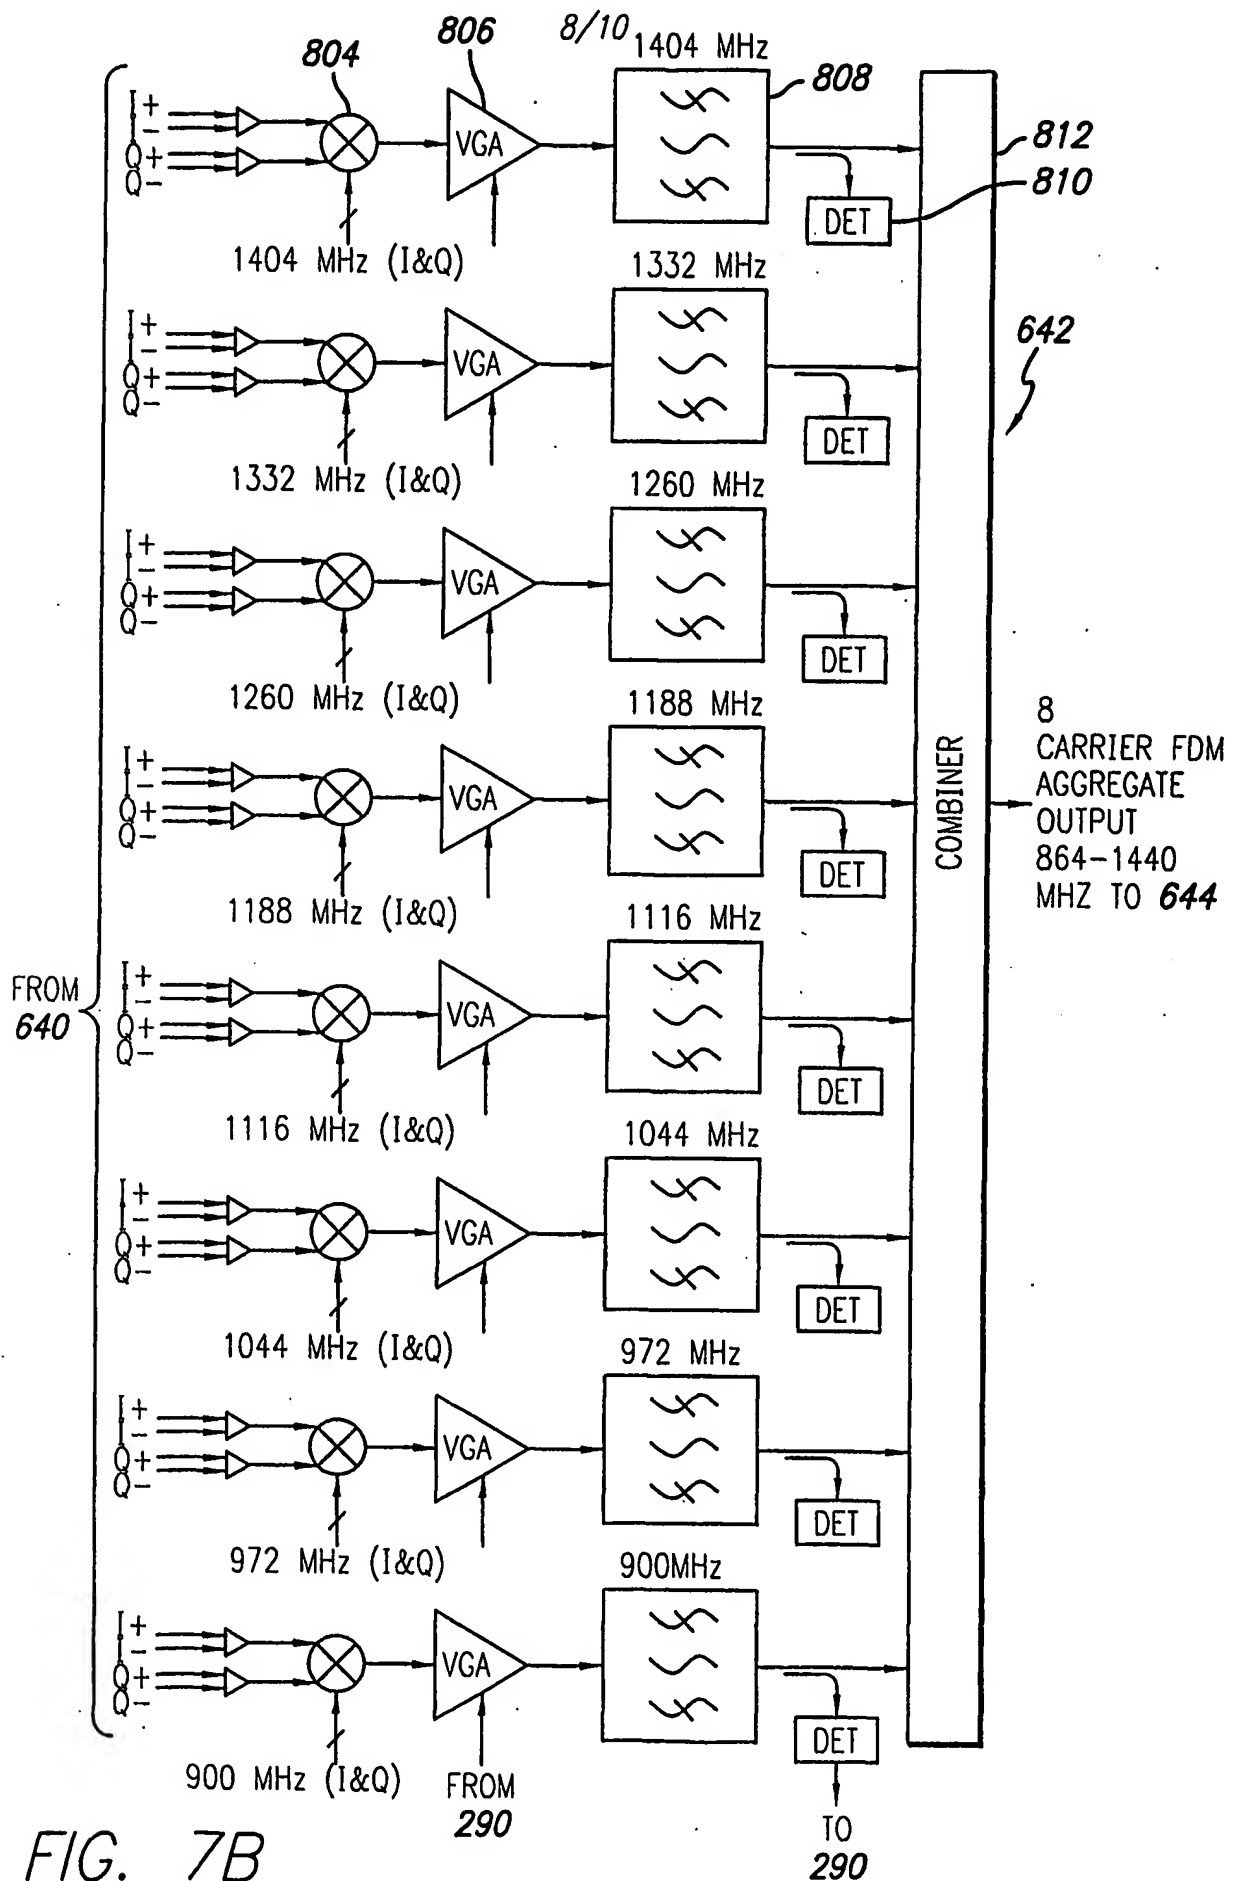 8/10
804
806
1404 MHz
808
I+
I-
Q+
Q-
VGA
812
810
DET
1404 MHz (I&Q)
1332 MHz
I+
I-
Q+
Q-
VGA
642
DET
1332 MHz (I&Q)
1260 MHz
I+
I-
Q+
Q-
VGA
DET
1260 MHz (I&Q)
1188 MHz
I+
I-
Q+
Q-
VGA
DET
1188 MHz (I&Q)
COMBINER
8
CARRIER FDM
AGGREGATE
OUTPUT
864-1440
MHZ TO 644
1116 MHz
FROM
640
I+
I-
Q+
Q-
VGA
DET
1116 MHz (I&Q)
1044 MHz
I+
I-
Q+
Q-
VGA
DET
1044 MHz (I&Q)
972 MHz
I+
I-
Q+
Q-
VGA
DET
972 MHz (I&Q)
900MHz
I+
I-
Q+
Q-
VGA
DET
900 MHz (I&Q)
FROM
290
TO
290
FIG. 7B